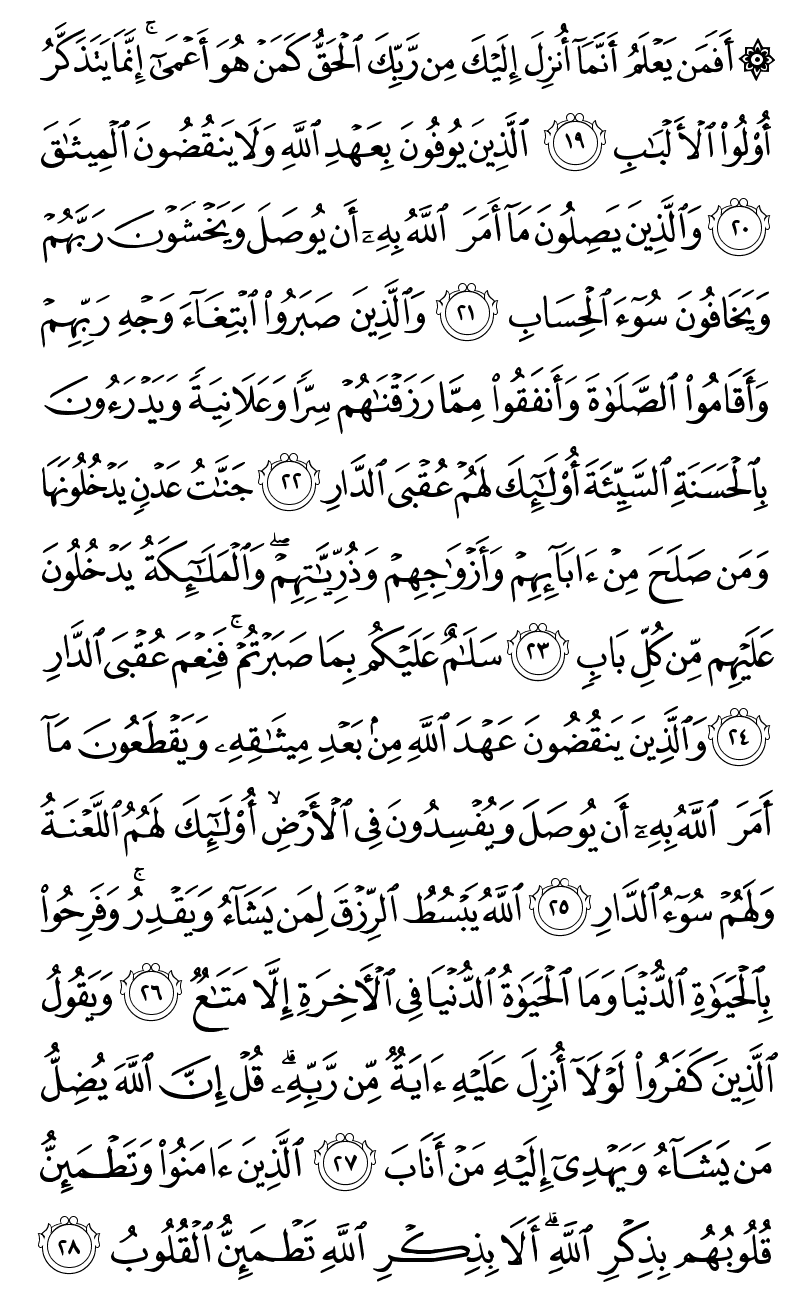 ۞ أَفَمَن يَعْلَمُ أَنَّمَآ أُنزِلَ إِلَيْكَ مِن رَّبِّكَ ٱلْحَقُّ كَمَنْ هُوَ أَعْمَىٰٓ ۚ إِنَّمَا يَتَذَكَّرُ
أُو۟لُوا۟ ٱلْأَلْبَـٰبِ ١٩ ٱلَّذِينَ يُوفُونَ بِعَهْدِ ٱللَّهِ وَلَا يَنقُضُونَ ٱلْمِيثَـٰقَ
٢٠ وَٱلَّذِينَ يَصِلُونَ مَآ أَمَرَ ٱللَّهُ بِهِۦٓ أَن يُوصَلَ وَيَخْشَوْنَ رَبَّهُمْ
وَيَخَافُونَ سُوٓءَ ٱلْحِسَابِ ٢١ وَٱلَّذِينَ صَبَرُوا۟ ٱبْتِغَآءَ وَجْهِ رَبِّهِمْ
وَأَقَامُوا۟ ٱلصَّلَوٰةَ وَأَنفَقُوا۟ مِمَّا رَزَقْنَـٰهُمْ سِرًّا وَعَلَانِيَةً وَيَدْرَءُونَ
بِٱلْحَسَنَةِ ٱلسَّيِّئَةَ أُو۟لَـٰٓئِكَ لَهُمْ عُقْبَى ٱلدَّارِ ٢٢ جَنَّـٰتُ عَدْنٍ يَدْخُلُونَهَا
وَمَن صَلَحَ مِنْ ءَابَآئِهِمْ وَأَزْوَٰجِهِمْ وَذُرِّيَّـٰتِهِمْ ۖ وَٱلْمَلَـٰٓئِكَةُ يَدْخُلُونَ
عَلَيْهِم مِّن كُلِّ بَابٍ ٢٣ سَلَـٰمٌ عَلَيْكُم بِمَا صَبَرْتُمْ ۚ فَنِعْمَ عُقْبَى ٱلدَّارِ
٢٤ وَٱلَّذِينَ يَنقُضُونَ عَهْدَ ٱللَّهِ مِنۢ بَعْدِ مِيثَـٰقِهِۦ وَيَقْطَعُونَ مَآ
أَمَرَ ٱللَّهُ بِهِۦٓ أَن يُوصَلَ وَيُفْسِدُونَ فِى ٱلْأَرْضِ ۙ أُو۟لَـٰٓئِكَ لَهُمُ ٱللَّعْنَةُ
وَلَهُمْ سُوٓءُ ٱلدَّارِ ٢٥ ٱللَّهُ يَبْسُطُ ٱلرِّزْقَ لِمَن يَشَآءُ وَيَقْدِرُ ۚ وَفَرِحُوا۟
بِٱلْحَيَوٰةِ ٱلدُّنْيَا وَمَا ٱلْحَيَوٰةُ ٱلدُّنْيَا فِى ٱلْـَٔاخِرَةِ إِلَّا مَتَـٰعٌ ٢٦ وَيَقُولُ
ٱلَّذِينَ كَفَرُوا۟ لَوْلَآ أُنزِلَ عَلَيْهِ ءَايَةٌ مِّن رَّبِّهِۦ ۗ قُلْ إِنَّ ٱللَّهَ يُضِلُّ
مَن يَشَآءُ وَيَهْدِىٓ إِلَيْهِ مَنْ أَنَابَ ٢٧ ٱلَّذِينَ ءَامَنُوا۟ وَتَطْمَئِنُّ
قُلُوبُهُم بِذِكْرِ ٱللَّهِ ۗ أَلَا بِذِكْرِ ٱللَّهِ تَطْمَئِنُّ ٱلْقُلُوبُ ٢٨